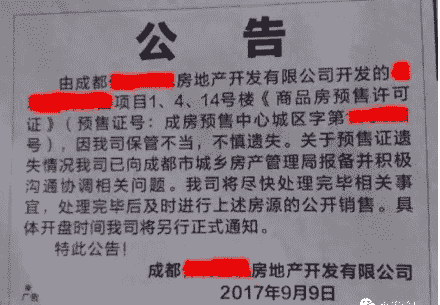 公告
由成都 房地产开发有限公司开发的
项目1、4、14号楼《商品房预售许可
证》（预售证号：成房预售中心城区字第
号），因我司保管不当，不慎遗失。关于预售证遗
失情况我司已向成都市城乡房产管理局报备并积极
沟通协调相关问题。我司将尽快处理完毕相关事
宜，处理完毕后及时进行上述房源的公开销售。具
体开盘时间我司将另行正式通知。
特此公告！
成都 房地产开发有限公司
2017年9月9日
广告